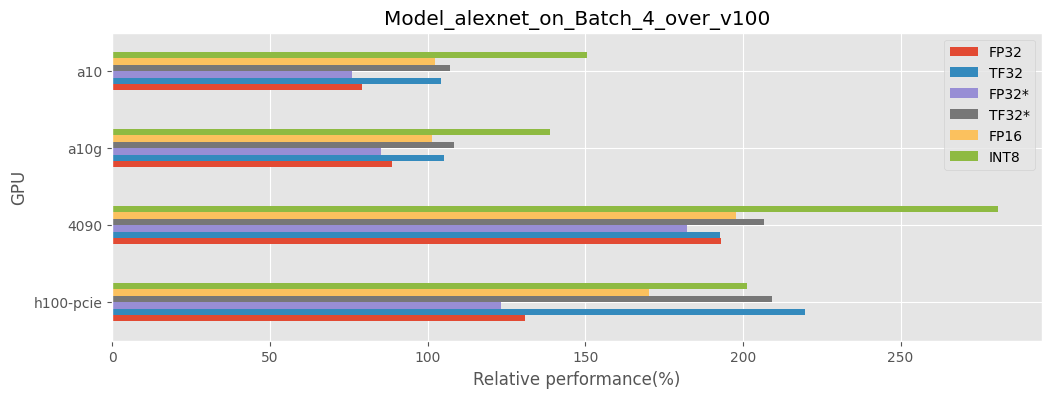 Model_alexnet_on_Batch_4_over_v100
FP32
TF32
FP32*
TF32*
FP16
INT8
GPU
a10
a10g
4090
h100-pcie
0 50 100 150 200 250
Relative performance(%)